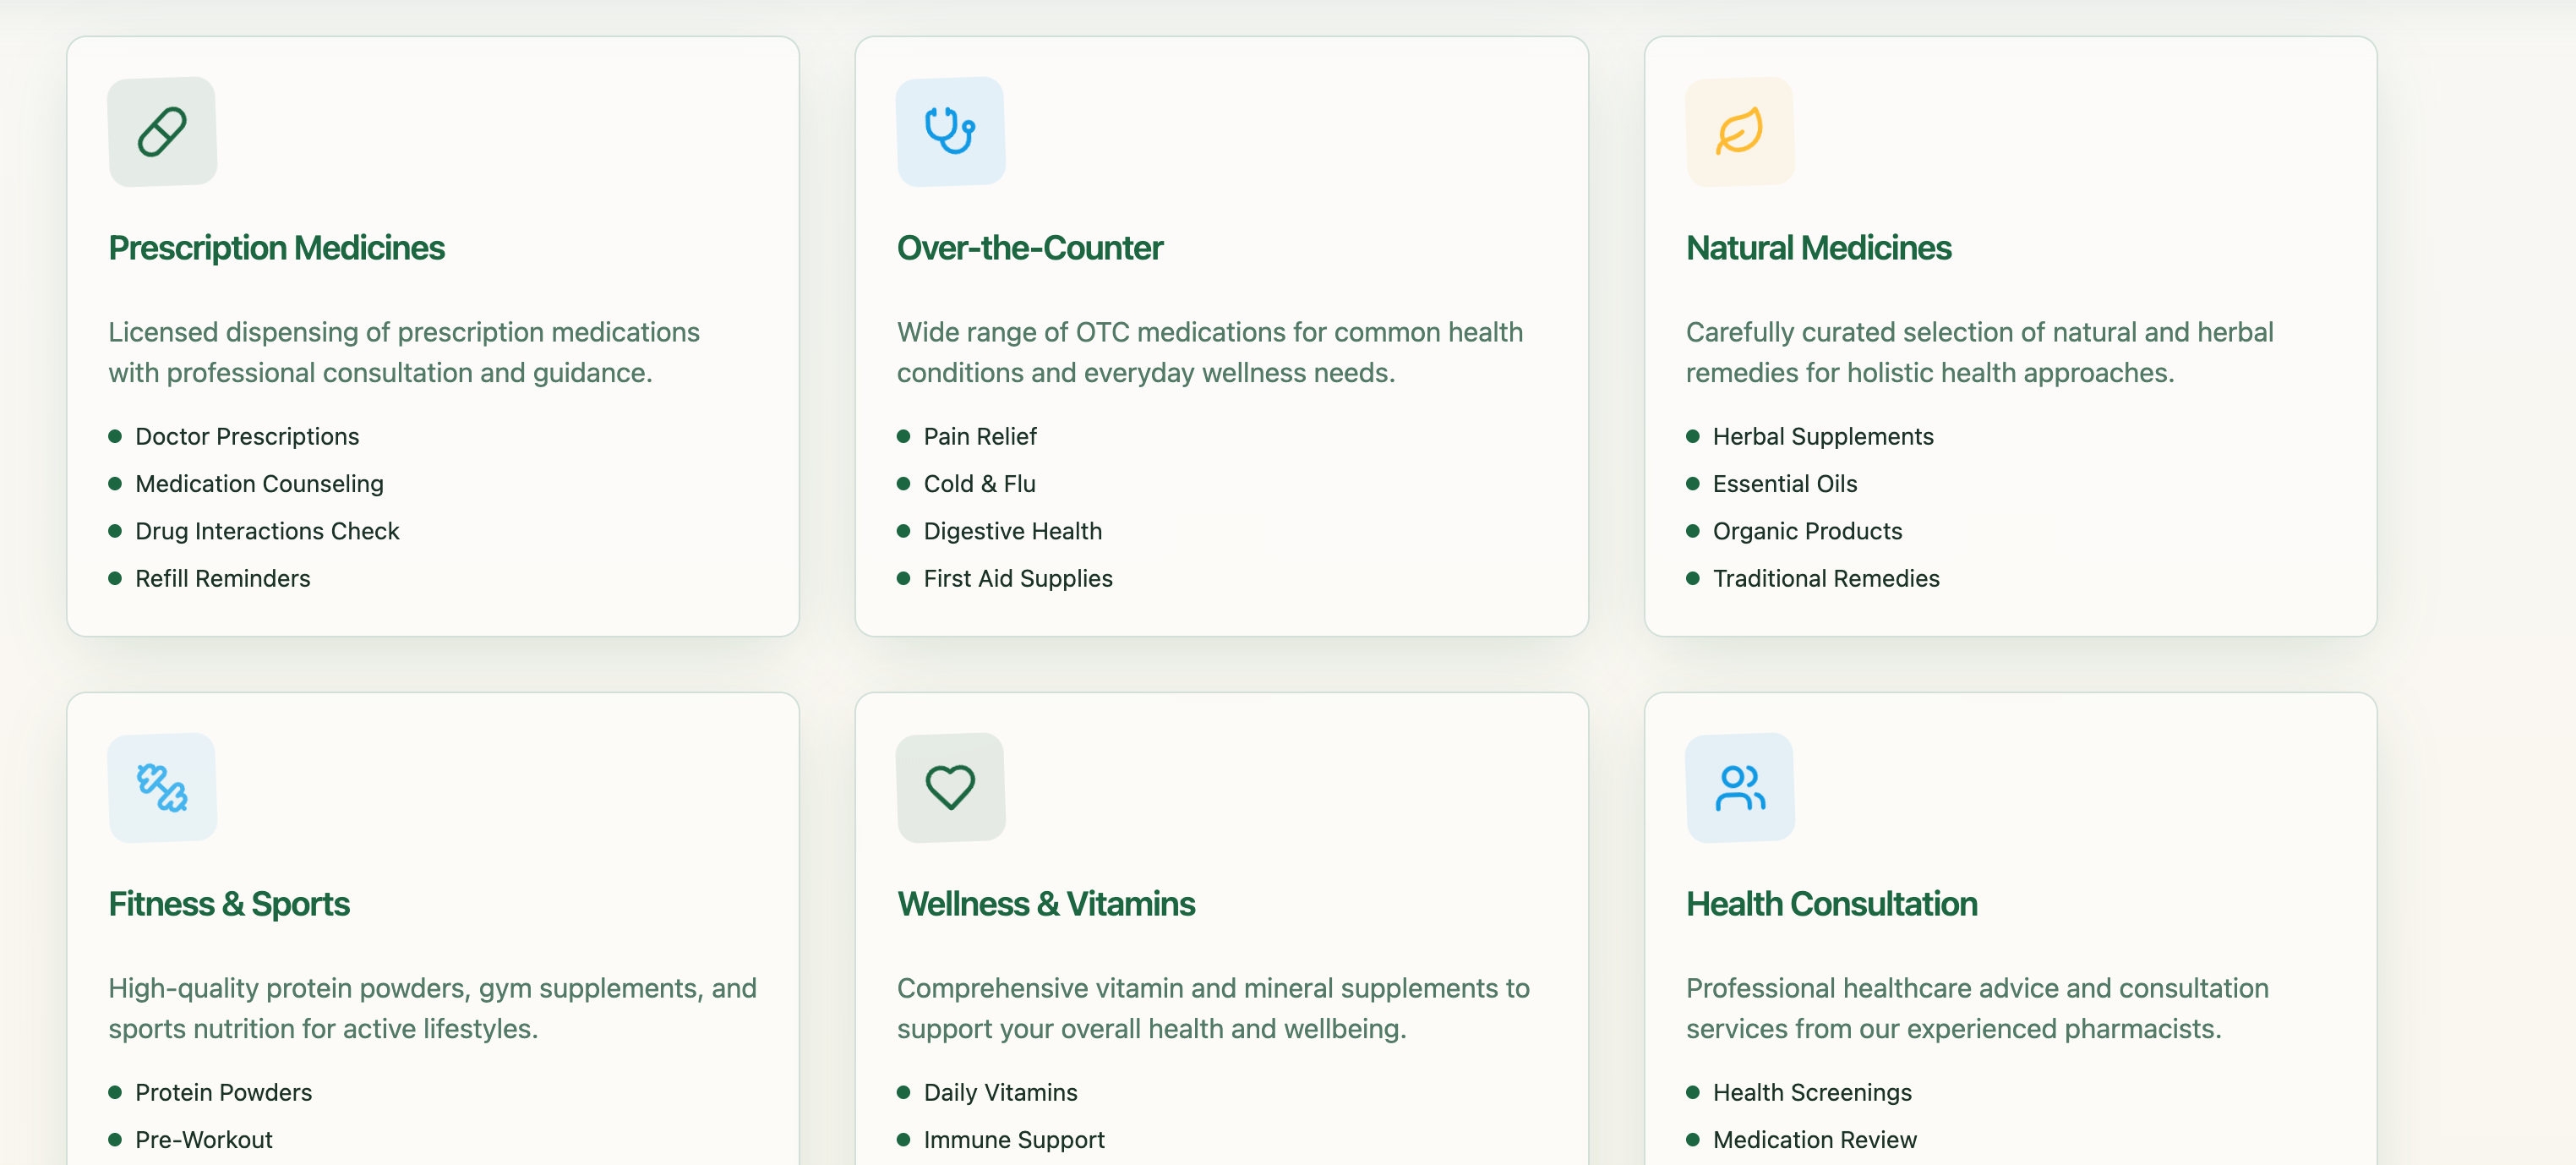 Prescription Medicines
Licensed dispensing of prescription medications
with professional consultation and guidance.
Doctor Prescriptions
Medication Counseling
Drug Interactions Check
Refill Reminders
Over-the-Counter
Wide range of OTC medications for common health
conditions and everyday wellness needs.
Pain Relief
Cold & Flu
Digestive Health
First Aid Supplies
Natural Medicines
Carefully curated selection of natural and herbal
remedies for holistic health approaches.
Herbal Supplements
Essential Oils
Organic Products
Traditional Remedies
Fitness & Sports
High-quality protein powders, gym supplements, and
sports nutrition for active lifestyles.
Protein Powders
Pre-Workout
Wellness & Vitamins
Comprehensive vitamin and mineral supplements to
support your overall health and wellbeing.
Daily Vitamins
Immune Support
Health Consultation
Professional healthcare advice and consultation
services from our experienced pharmacists.
Health Screenings
Medication Review